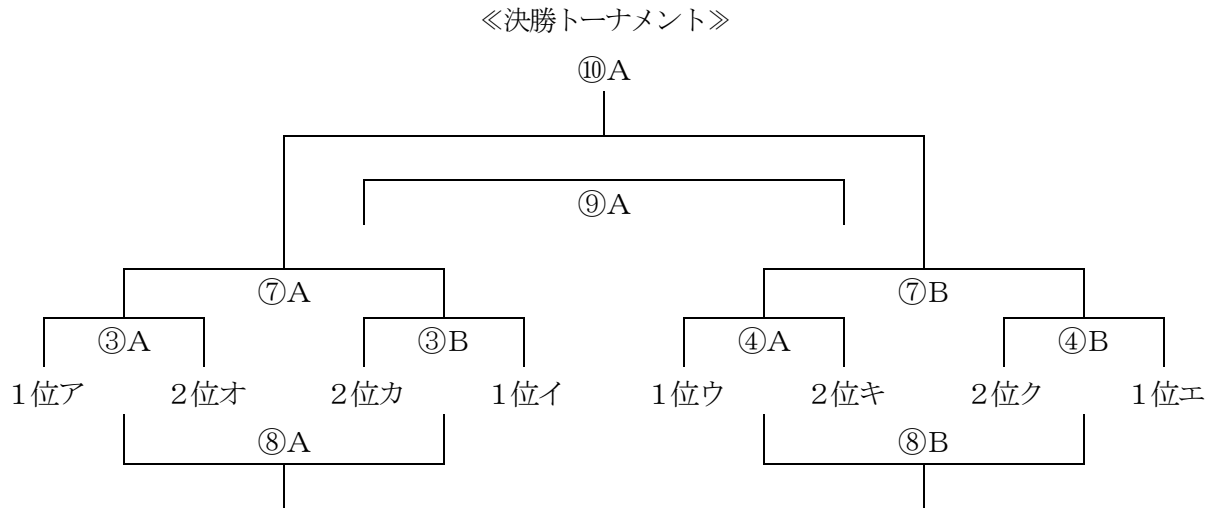 ≪決勝トーナメント≫
⑩A
⑨A
⑦A ⑦B
③A ③B ④A ④B
１位ア ２位オ ２位カ １位イ １位ウ ２位キ ２位ク １位エ
⑧A ⑧B